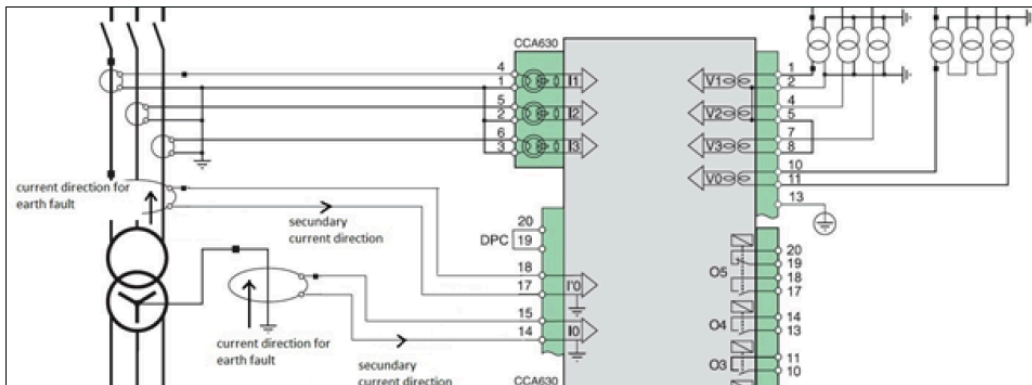 CCA630
4
1
5
2
6
3
I1
I2
I3
V1
V2
V3
V0
1
2
4
5
7
8
10
11
13
current direction for
earth fault
secundary
current direction
DPC
20
19
18
17
15
14
I'0
I0
current direction for
earth fault
secundary
current direction
CCA630
O5
O4
O3
20
19
18
17
14
13
11
10